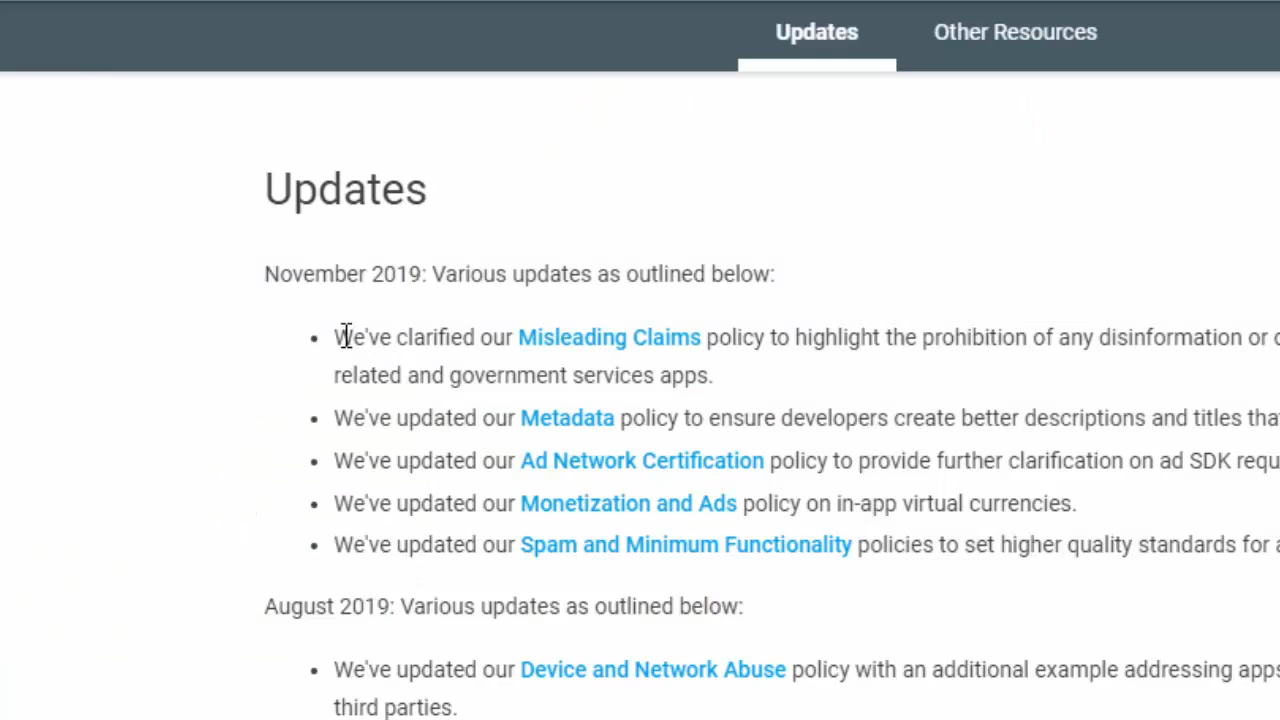 Updates Other Resources
Updates
November 2019: Various updates as outlined below:
We've clarified our Misleading Claims policy to highlight the prohibition of any disinformation or
related and government services apps.
We've updated our Metadata policy to ensure developers create better descriptions and titles
We've updated our Ad Network Certification policy to provide further clarification on ad SDK
We've updated our Monetization and Ads policy on in-app virtual currencies.
We've updated our Spam and Minimum Functionality policies to set higher quality standards for
August 2019: Various updates as outlined below:
We've updated our Device and Network Abuse policy with an additional example addressing apps
third parties.